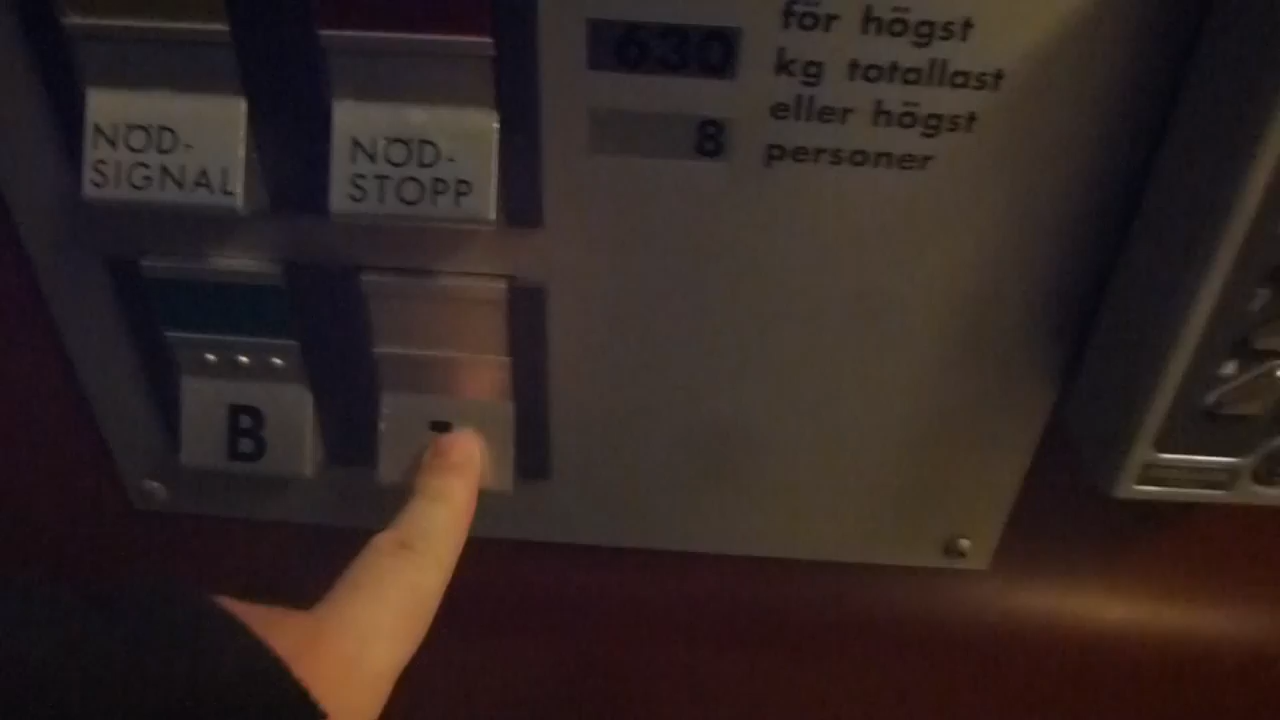 NÖD-
SIGNAL
NÖD-
STOPP
630
8
för högst
kg totallast
eller högst
personer
B